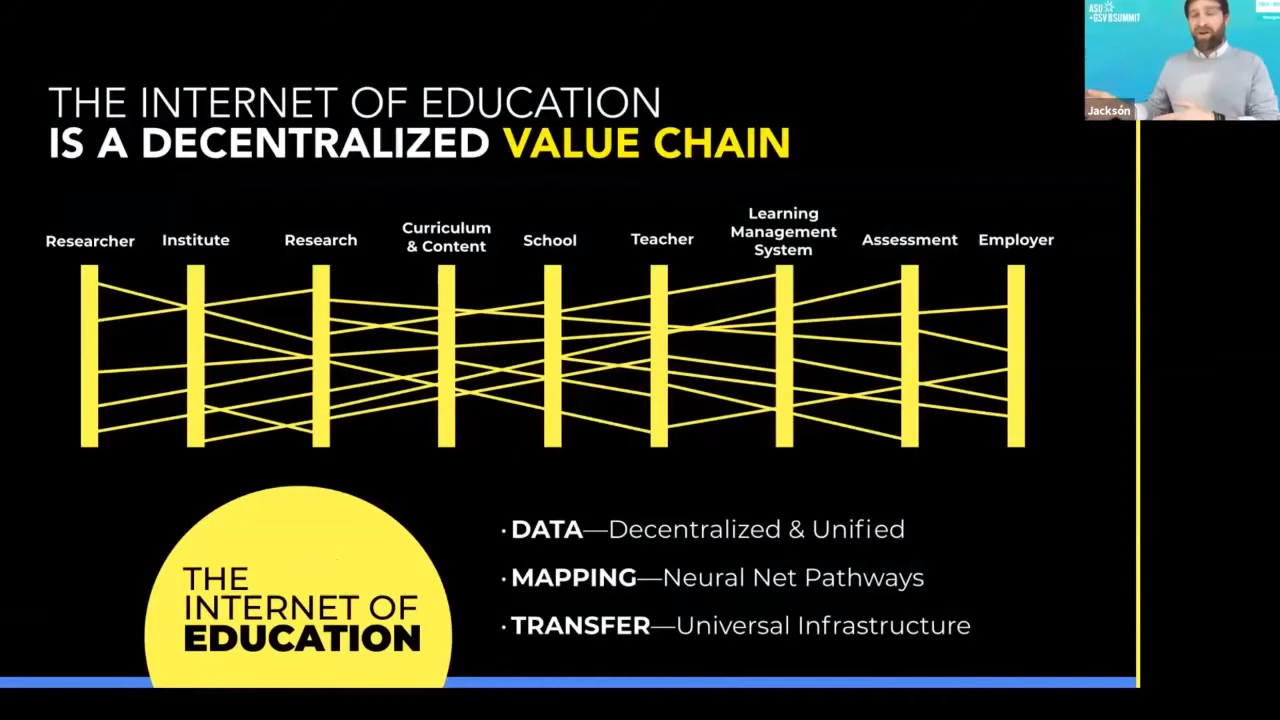 ASU
+GSV SUMMIT
Jacksón
THE INTERNET OF EDUCATION
IS A DECENTRALIZED VALUE CHAIN
Researcher
Institute
Research
Curriculum
& Content
School
Teacher
Learning
Management
System
Assessment
Employer
THE
INTERNET OF
EDUCATION
· DATA—Decentralized & Unified
· MAPPING—Neural Net Pathways
· TRANSFER—Universal Infrastructure